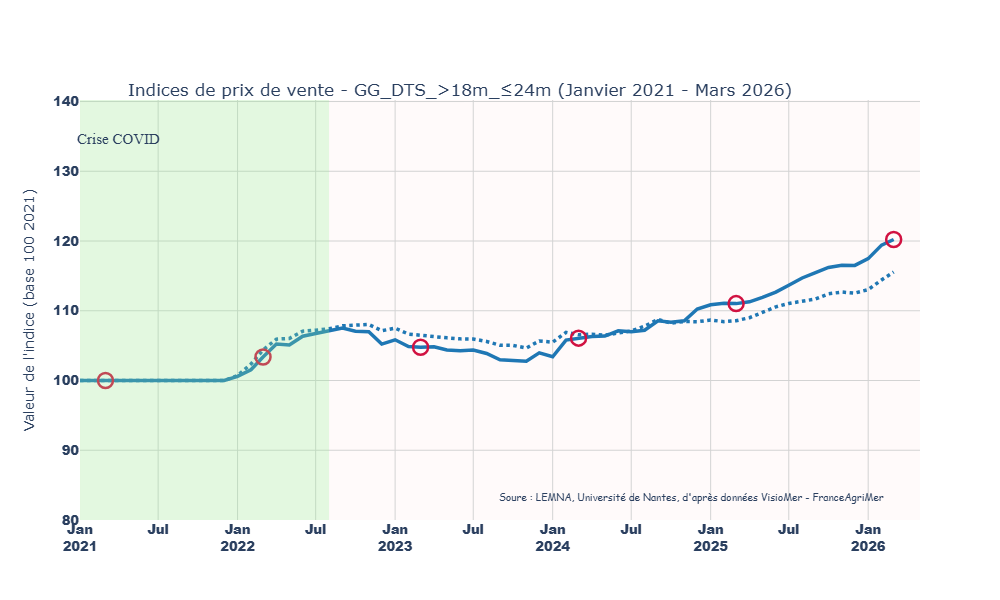 Indices de prix de vente - GG_DTS_>18m_≤24m (Janvier 2021 - Mars 2026)
140
Crise COVID
130
120
110
100
90
80
Valeur de l'indice (base 100 2021)
Soure : LEMNA, Université de Nantes, d'après données VisioMer - FranceAgriMer
Jan Jul Jan Jul Jan Jul Jan Jul Jan Jul Jan
2021 2022 2023 2024 2025 2026